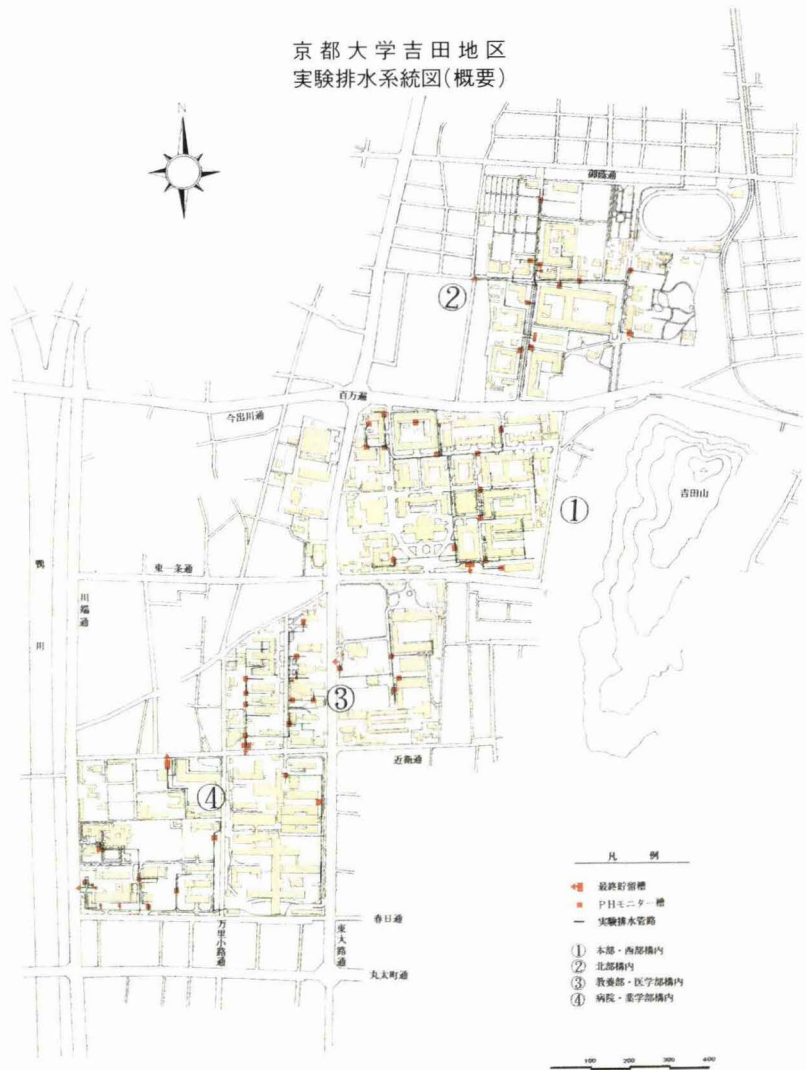 京都大学吉田地区
実験排水系統図(概要)
N
御蔭通
②
百万遍
今出川通
吉田山
①
鴨
川
東一条通
川端通
③
近衛通
④
春日通
万里小路通
東大路通
丸太町通
凡 例
最終貯留槽
PHモニター槽
実験排水管路
① 本部・西部構内
② 北部構内
③ 教養部・医学部構内
④ 病院・薬学部構内
100 200 300 400